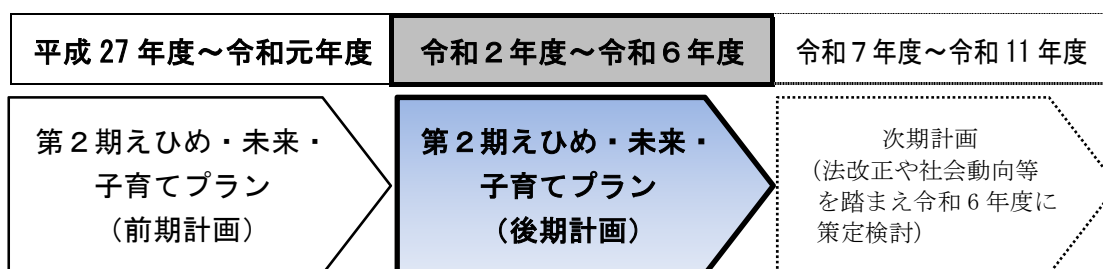 平成27年度～令和元年度
令和２年度～令和６年度
令和７年度～令和11年度
第２期えひめ・未来・
子育てプラン
（前期計画）
第２期えひめ・未来・
子育てプラン
（後期計画）
次期計画
（法改正や社会動向等
を踏まえ令和６年度に
策定検討）